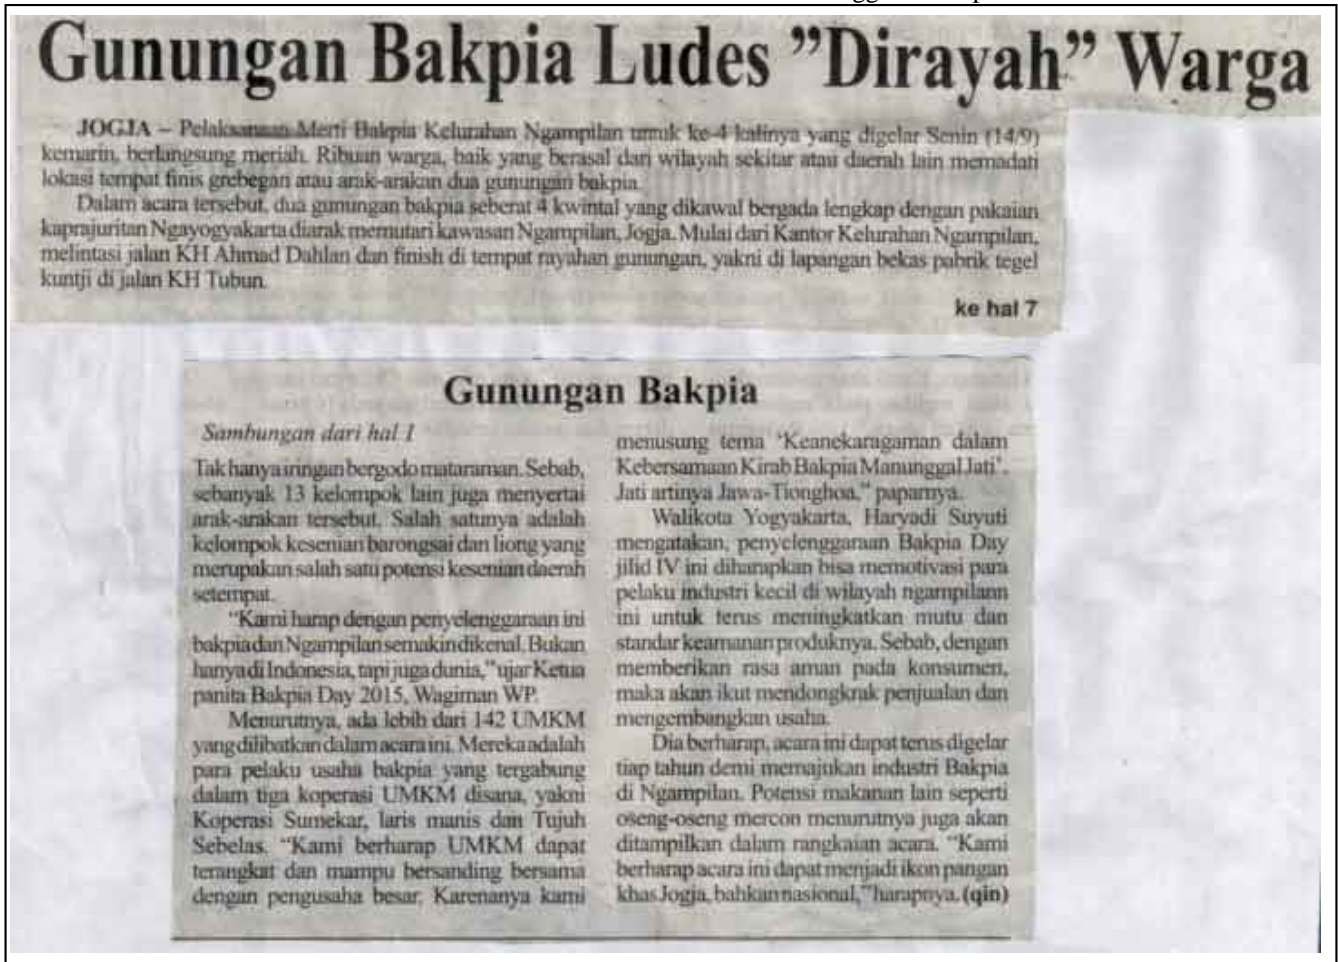 Gunungan Bakpia Ludes ”Dirayah” Warga
JOGJA – Pelaksanaan Merti Bakpia Kelurahan Ngampilan untuk ke-4 kalinya yang digelar Senin (14/9)
kemarin, berlangsung meriah. Ribuan warga, baik yang berasal dari wilayah sekitar atau daerah lain memadati
lokasi tempat finis grebegan atau arak-arakan dua gunungan bakpia.
Dalam acara tersebut, dua gunungan bakpia seberat 4 kwintal yang dikawal bergada lengkap dengan pakaian
kaprajuritan Ngayogyakarta diarak memutari kawasan Ngampilan, Jogja. Mulai dari Kantor Kelurahan Ngampilan,
melintasi jalan KH Ahmad Dahlan dan finish di tempat rayahan gunungan, yakni di lapangan bekas pabrik tegel
kuntji di jalan KH Tubun.
ke hal 7
Gunungan Bakpia
Sambungan dari hal 1
Tak hanya iringan bergodo mataraman. Sebab,
sebanyak 13 kelompok lain juga menyertai
arak-arakan tersebut. Salah satunya adalah
kelompok kesenian barongsai dan liong yang
merupakan salah satu potensi kesenian daerah
setempat.
“Kami harap dengan penyelenggaraan ini
bakpia dan Ngampilan semakin dikenal. Bukan
hanya di Indonesia, tapi juga dunia,” ujar Ketua
panita Bakpia Day 2015, Wagiman WP.
Menurutnya, ada lebih dari 142 UMKM
yang dilibatkan dalam acara ini. Mereka adalah
para pelaku usaha bakpia yang tergabung
dalam tiga koperasi UMKM disana, yakni
Koperasi Sumekar, laris manis dan Tujuh
Sebelas. “Kami berharap UMKM dapat
terangkat dan mampu bersanding bersama
dengan pengusaha besar. Karenanya kami
menusung tema ‘Keanekaragaman dalam
Kebersamaan Kirab Bakpia Manunggal Jati’.
Jati artinya Jawa-Tionghoa,” paparnya.
Walikota Yogyakarta, Haryadi Suyuti
mengatakan, penyelenggaraan Bakpia Day
jilid IV ini diharapkan bisa memotivasi para
pelaku industri kecil di wilayah ngampilann
ini untuk terus meningkatkan mutu dan
standar keamanan produknya. Sebab, dengan
memberikan rasa aman pada konsumen,
maka akan ikut mendongkrak penjualan dan
mengembangkan usaha.
Dia berharap, acara ini dapat terus digelar
tiap tahun demi memajukan industri Bakpia
di Ngampilan. Potensi makanan lain seperti
oseng-oseng mercon menurutnya juga akan
ditampilkan dalam rangkaian acara. “Kami
berharap acara ini dapat menjadi ikon pangan
khas Jogja, bahkan nasional,” harapnya. (qin)